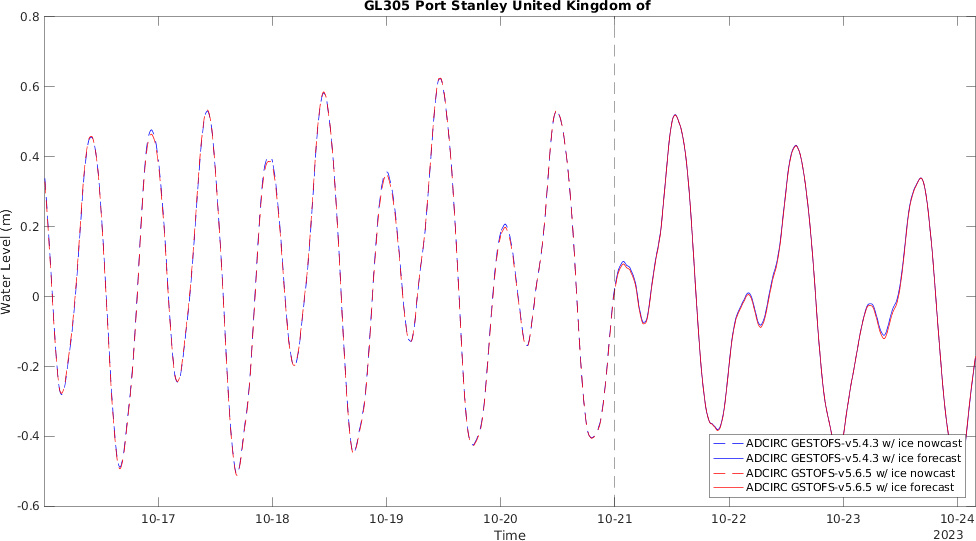 GL305 Port Stanley United Kingdom of
0.8
0.6
0.4
0.2
0
-0.2
-0.4
-0.6
Water Level (m)
10-17 10-18 10-19 10-20 10-21 10-22 10-23 10-24
Time
2023
ADCIRC GESTOFS-v5.4.3 w/ ice nowcast
ADCIRC GESTOFS-v5.4.3 w/ ice forecast
ADCIRC GSTOFS-v5.6.5 w/ ice nowcast
ADCIRC GSTOFS-v5.6.5 w/ ice forecast